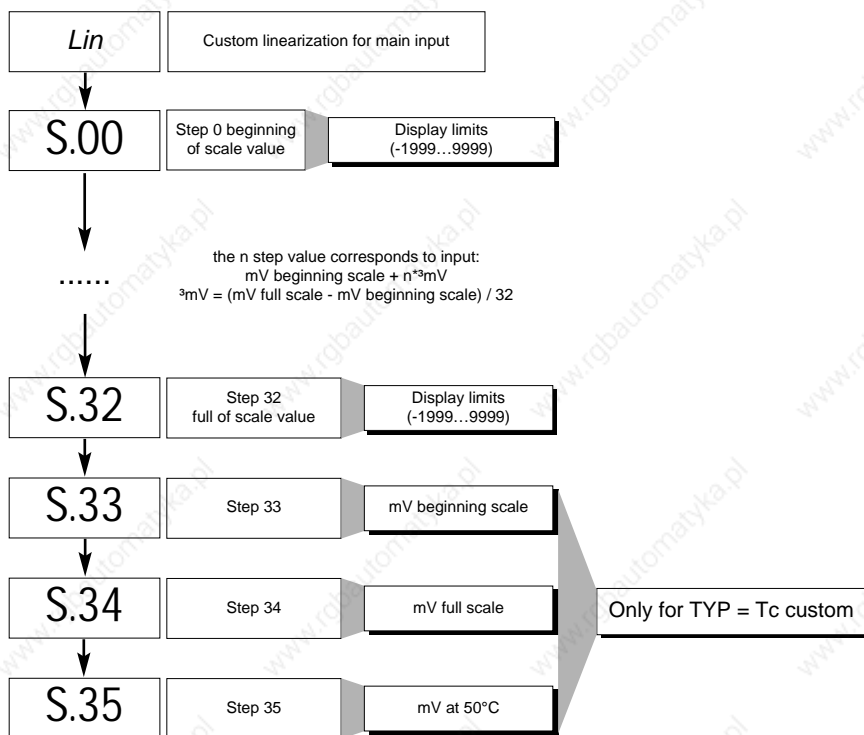 Lin
Custom linearization for main input
S.00
Step 0 beginning
of scale value
Display limits
(-1999…9999)
......
the n step value corresponds to input:
mV beginning scale + n*³mV
³mV = (mV full scale - mV beginning scale) / 32
S.32
Step 32
full of scale value
Display limits
(-1999…9999)
S.33
Step 33
mV beginning scale
S.34
Step 34
mV full scale
Only for TYP = Tc custom
S.35
Step 35
mV at 50°C
www.rgbautomatyka.pl